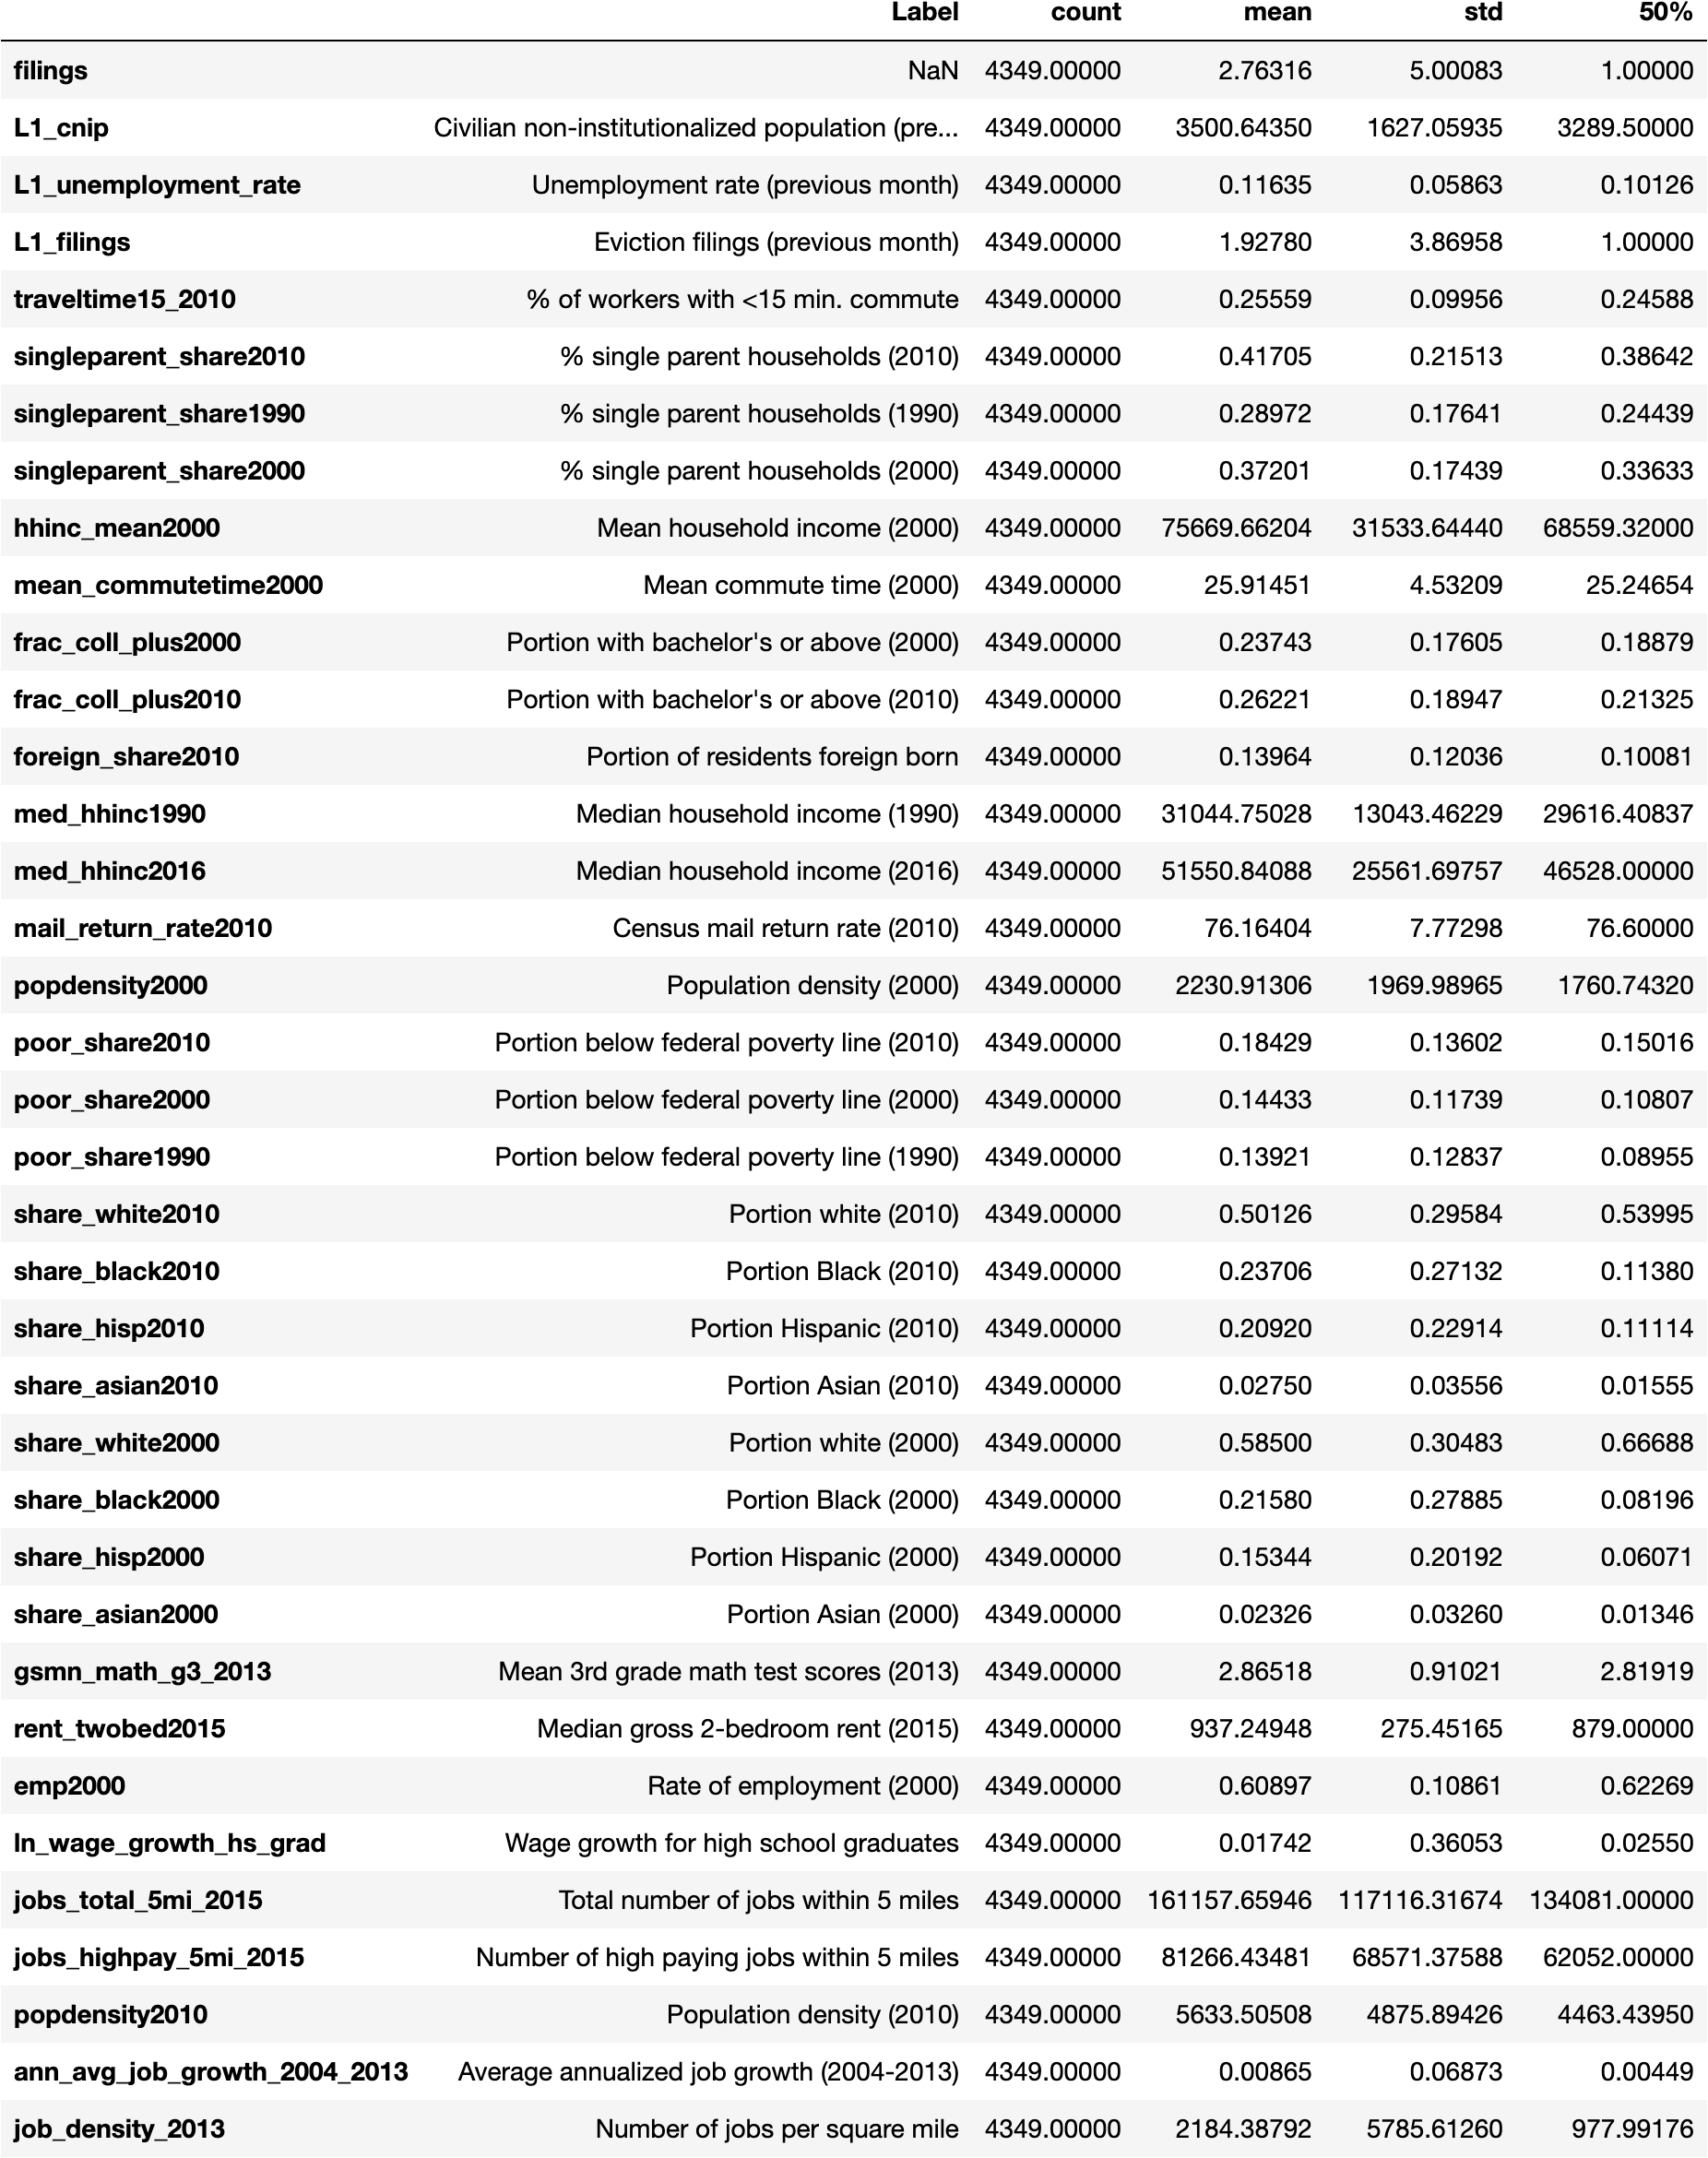 Label count mean std 50%
filings NaN 4349.00000 2.76316 5.00083 1.00000
L1_cnip Civilian non-institutionalized population (pre... 4349.00000 3500.64350 1627.05935 3289.50000
L1_unemployment_rate Unemployment rate (previous month) 4349.00000 0.11635 0.05863 0.10126
L1_filings Eviction filings (previous month) 4349.00000 1.92780 3.86958 1.00000
traveltime15_2010 % of workers with <15 min. commute 4349.00000 0.25559 0.09956 0.24588
singleparent_share2010 % single parent households (2010) 4349.00000 0.41705 0.21513 0.38642
singleparent_share1990 % single parent households (1990) 4349.00000 0.28972 0.17641 0.24439
singleparent_share2000 % single parent households (2000) 4349.00000 0.37201 0.17439 0.33633
hhinc_mean2000 Mean household income (2000) 4349.00000 75669.66204 31533.64440 68559.32000
mean_commutetime2000 Mean commute time (2000) 4349.00000 25.91451 4.53209 25.24654
frac_coll_plus2000 Portion with bachelor's or above (2000) 4349.00000 0.23743 0.17605 0.18879
frac_coll_plus2010 Portion with bachelor's or above (2010) 4349.00000 0.26221 0.18947 0.21325
foreign_share2010 Portion of residents foreign born 4349.00000 0.13964 0.12036 0.10081
med_hhinc1990 Median household income (1990) 4349.00000 31044.75028 13043.46229 29616.40837
med_hhinc2016 Median household income (2016) 4349.00000 51550.84088 25561.69757 46528.00000
mail_return_rate2010 Census mail return rate (2010) 4349.00000 76.16404 7.77298 76.60000
popdensity2000 Population density (2000) 4349.00000 2230.91306 1969.98965 1760.74320
poor_share2010 Portion below federal poverty line (2010) 4349.00000 0.18429 0.13602 0.15016
poor_share2000 Portion below federal poverty line (2000) 4349.00000 0.14433 0.11739 0.10807
poor_share1990 Portion below federal poverty line (1990) 4349.00000 0.13921 0.12837 0.08955
share_white2010 Portion white (2010) 4349.00000 0.50126 0.29584 0.53995
share_black2010 Portion Black (2010) 4349.00000 0.23706 0.27132 0.11380
share_hisp2010 Portion Hispanic (2010) 4349.00000 0.20920 0.22914 0.11114
share_asian2010 Portion Asian (2010) 4349.00000 0.02750 0.03556 0.01555
share_white2000 Portion white (2000) 4349.00000 0.58500 0.30483 0.66688
share_black2000 Portion Black (2000) 4349.00000 0.21580 0.27885 0.08196
share_hisp2000 Portion Hispanic (2000) 4349.00000 0.15344 0.20192 0.06071
share_asian2000 Portion Asian (2000) 4349.00000 0.02326 0.03260 0.01346
gsmn_math_g3_2013 Mean 3rd grade math test scores (2013) 4349.00000 2.86518 0.91021 2.81919
rent_twobed2015 Median gross 2-bedroom rent (2015) 4349.00000 937.24948 275.45165 879.00000
emp2000 Rate of employment (2000) 4349.00000 0.60897 0.10861 0.62269
ln_wage_growth_hs_grad Wage growth for high school graduates 4349.00000 0.01742 0.36053 0.02550
jobs_total_5mi_2015 Total number of jobs within 5 miles 4349.00000 161157.65946 117116.31674 134081.00000
jobs_highpay_5mi_2015 Number of high paying jobs within 5 miles 4349.00000 81266.43481 68571.37588 62052.00000
popdensity2010 Population density (2010) 4349.00000 5633.50508 4875.89426 4463.43950
ann_avg_job_growth_2004_2013 Average annualized job growth (2004-2013) 4349.00000 0.00865 0.06873 0.00449
job_density_2013 Number of jobs per square mile 4349.00000 2184.38792 5785.61260 977.99176